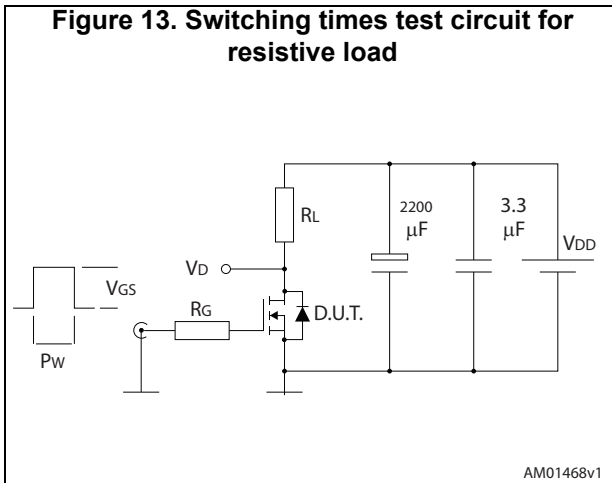 Figure 13. Switching times test circuit for
resistive load
RL
2200
μF
3.3
μF
VDD
VD
VGS
RG
D.U.T.
PW
AM01468v1